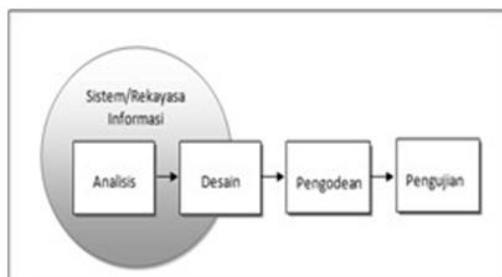 Sistem/Rekayasa
Informasi
Analisis
Desain
Pengodean
Pengujian